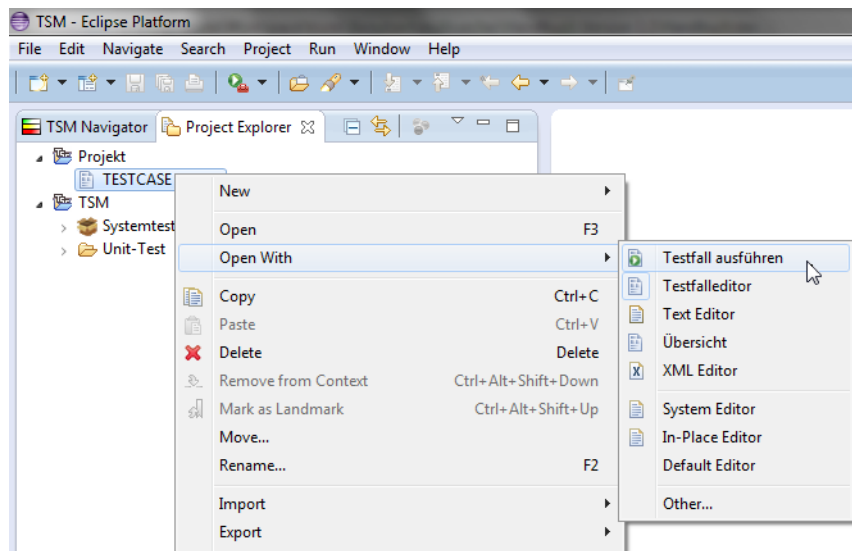 TSM - Eclipse Platform
File Edit Navigate Search Project Run Window Help
TSM Navigator Project Explorer
Projekt
TESTCASE
TSM
Systemtest
Unit-Test
New
Open F3
Open With
Copy Ctrl+C
Paste Ctrl+V
Delete Delete
Remove from Context Ctrl+Alt+Shift+Down
Mark as Landmark Ctrl+Alt+Shift+Up
Move...
Rename... F2
Import
Export
Testfall ausführen
Testfalleditor
Text Editor
Übersicht
XML Editor
System Editor
In-Place Editor
Default Editor
Other...